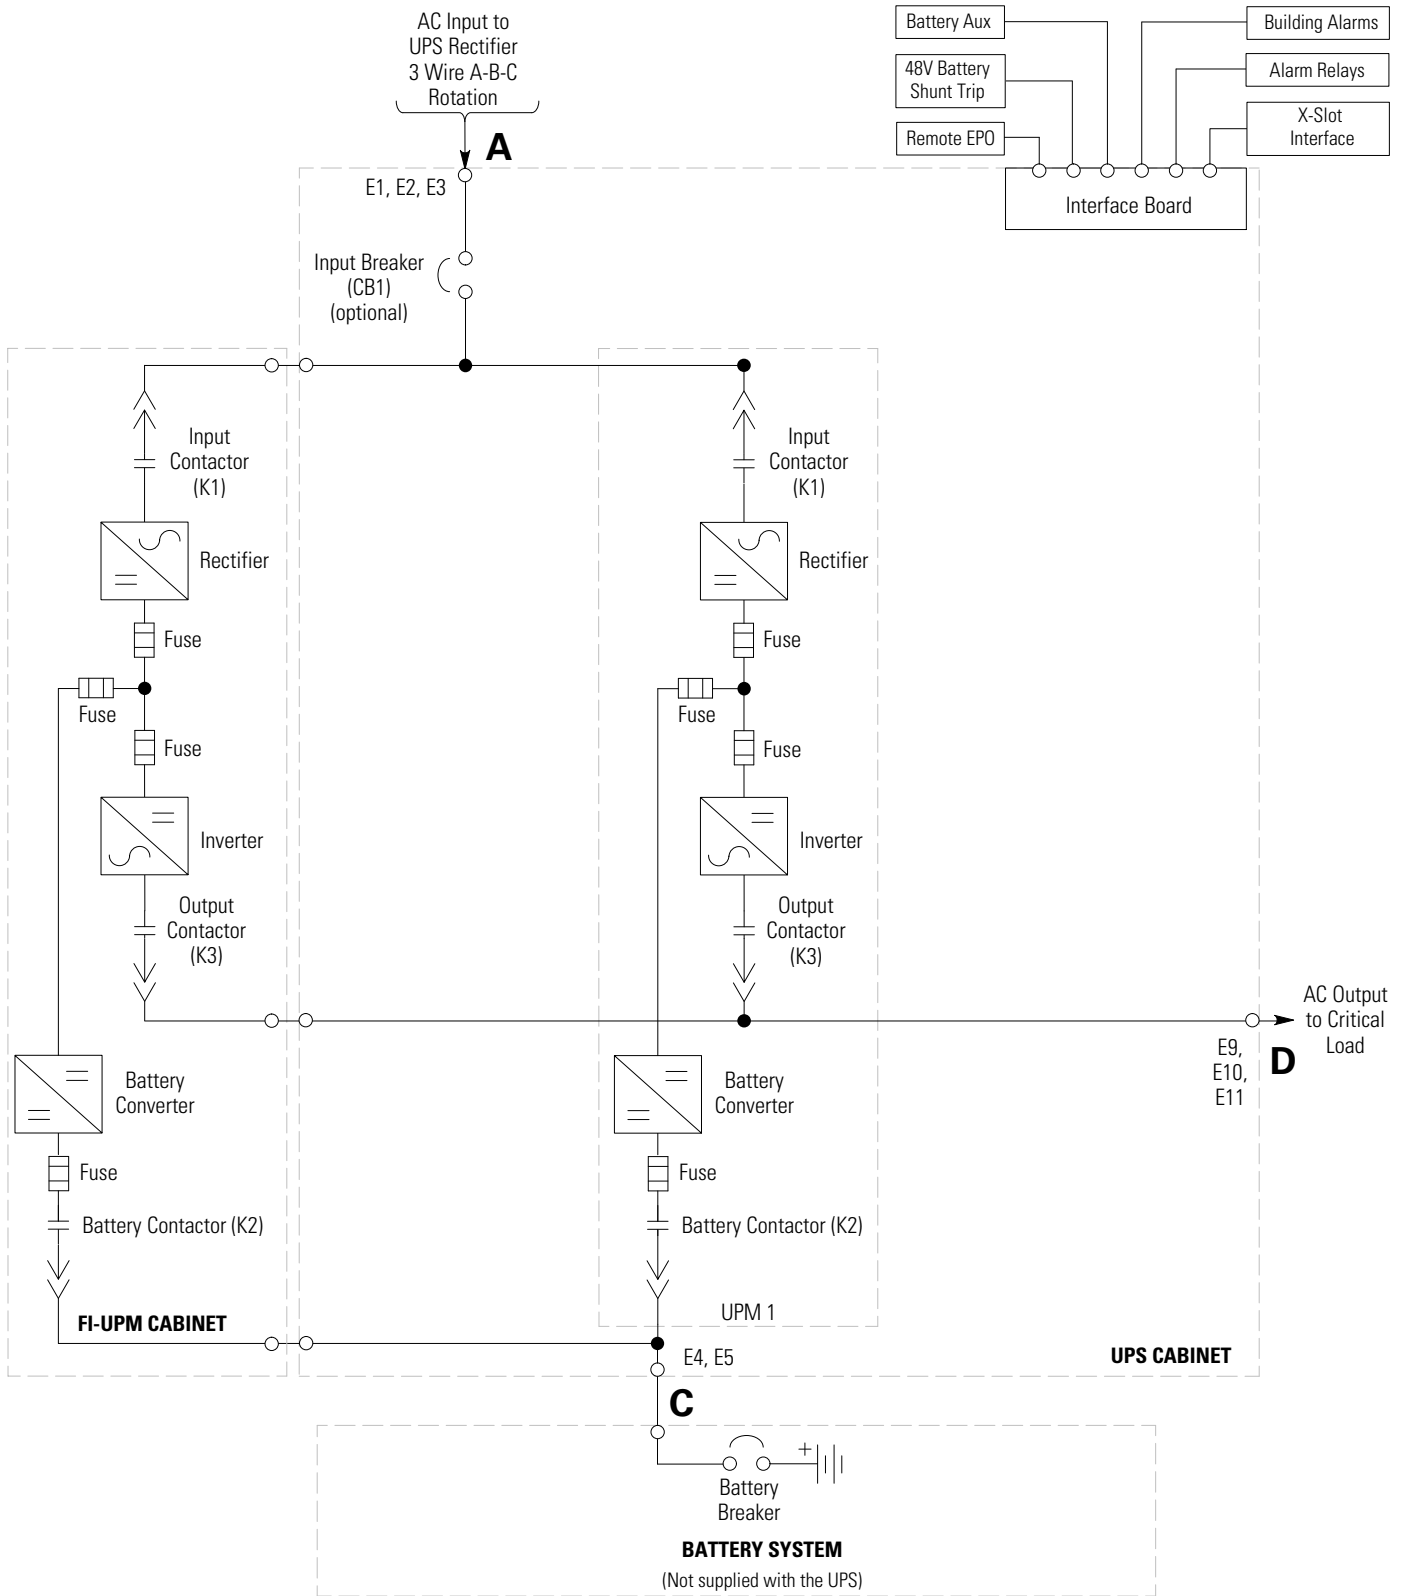 AC Input to
UPS Rectifier
3 Wire A-B-C
Rotation
A
Battery Aux
48V Battery
Shunt Trip
Remote EPO
Building Alarms
Alarm Relays
X-Slot
Interface
Interface Board
E1, E2, E3
Input Breaker
(CB1)
(optional)
Input
Contactor
(K1)
Rectifier
Fuse
Fuse
Fuse
Inverter
Output
Contactor
(K3)
Battery
Converter
Fuse
Battery Contactor (K2)
FI-UPM CABINET
Input
Contactor
(K1)
Rectifier
Fuse
Fuse
Fuse
Inverter
Output
Contactor
(K3)
Battery
Converter
Fuse
Battery Contactor (K2)
UPM 1
AC Output
to Critical
Load
E9,
E10,
E11
D
E4, E5
UPS CABINET
C
+
Battery
Breaker
BATTERY SYSTEM
(Not supplied with the UPS)